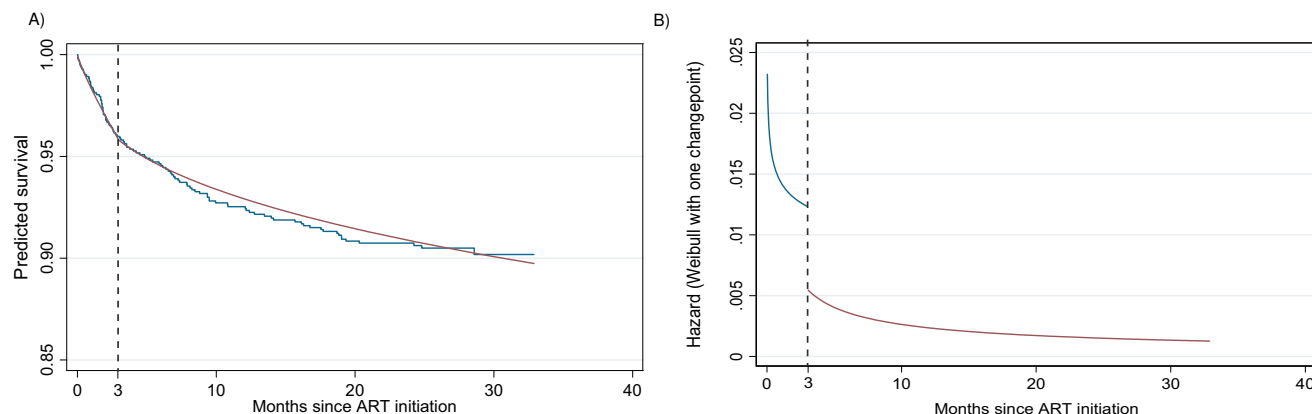 A)
Predicted survival
1.00
0.95
0.90
0.85
0 3 10 20 30 40
Months since ART initiation
B)
Hazard (Weibull with one changepoint)
.025
.02
.015
.01
.005
0
0 3 10 20 30 40
Months since ART initiation